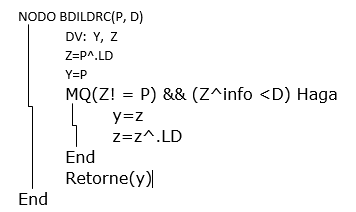 NODO BDILDRC(P, D)
DV: Y, Z
Z=P^.LD
Y=P
MQ(Z! = P) && (Z^info <D) Haga
y=z
z=z^.LD
End
Retorne(y)
End